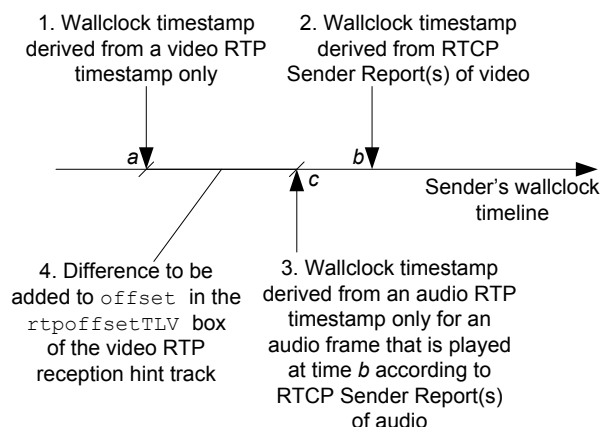 1. Wallclock timestamp
derived from a video RTP
timestamp only
2. Wallclock timestamp
derived from RTCP
Sender Report(s) of video
a
b
c
Sender's wallclock
timeline
4. Difference to be
added to offset in the
rtpoffsetTLV box
of the video RTP
reception hint track
3. Wallclock timestamp
derived from an audio RTP
timestamp only for an
audio frame that is played
at time b according to
RTCP Sender Report(s)
of audio